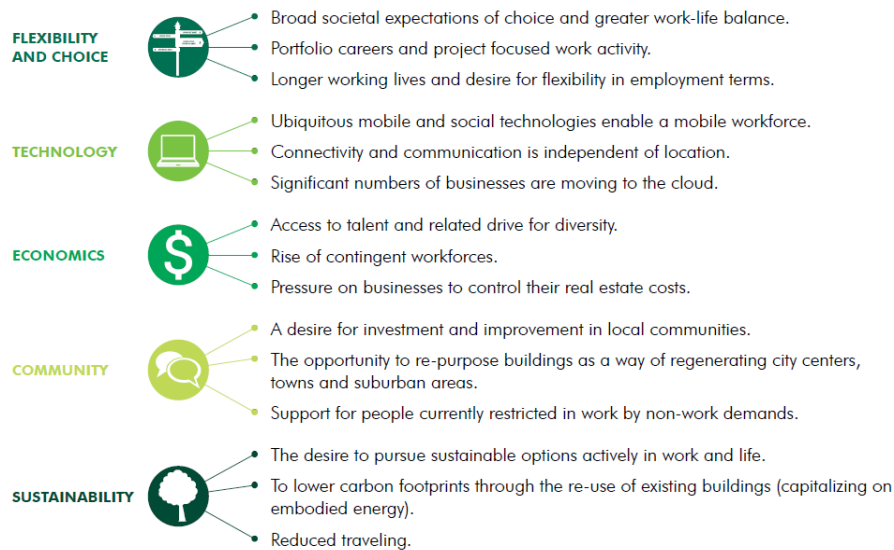 FLEXIBILITY
AND CHOICE
Broad societal expectations of choice and greater work-life balance.
Portfolio careers and project focused work activity.
Longer working lives and desire for flexibility in employment terms.
TECHNOLOGY
Ubiquitous mobile and social technologies enable a mobile workforce.
Connectivity and communication is independent of location.
Significant numbers of businesses are moving to the cloud.
ECONOMICS
$
Access to talent and related drive for diversity.
Rise of contingent workforces.
Pressure on businesses to control their real estate costs.
COMMUNITY
A desire for investment and improvement in local communities.
The opportunity to re-purpose buildings as a way of regenerating city centers,
towns and suburban areas.
Support for people currently restricted in work by non-work demands.
SUSTAINABILITY
The desire to pursue sustainable options actively in work and life.
To lower carbon footprints through the re-use of existing buildings (capitalizing on
embodied energy).
Reduced traveling.